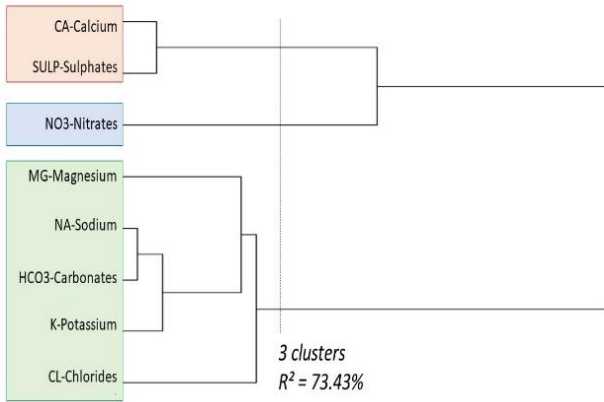 CA-Calcium
SULP-Sulphates
NO3-Nitrates
MG-Magnesium
NA-Sodium
HCO3-Carbonates
K-Potassium
CL-Chlorides
3 clusters
R² = 73.43%